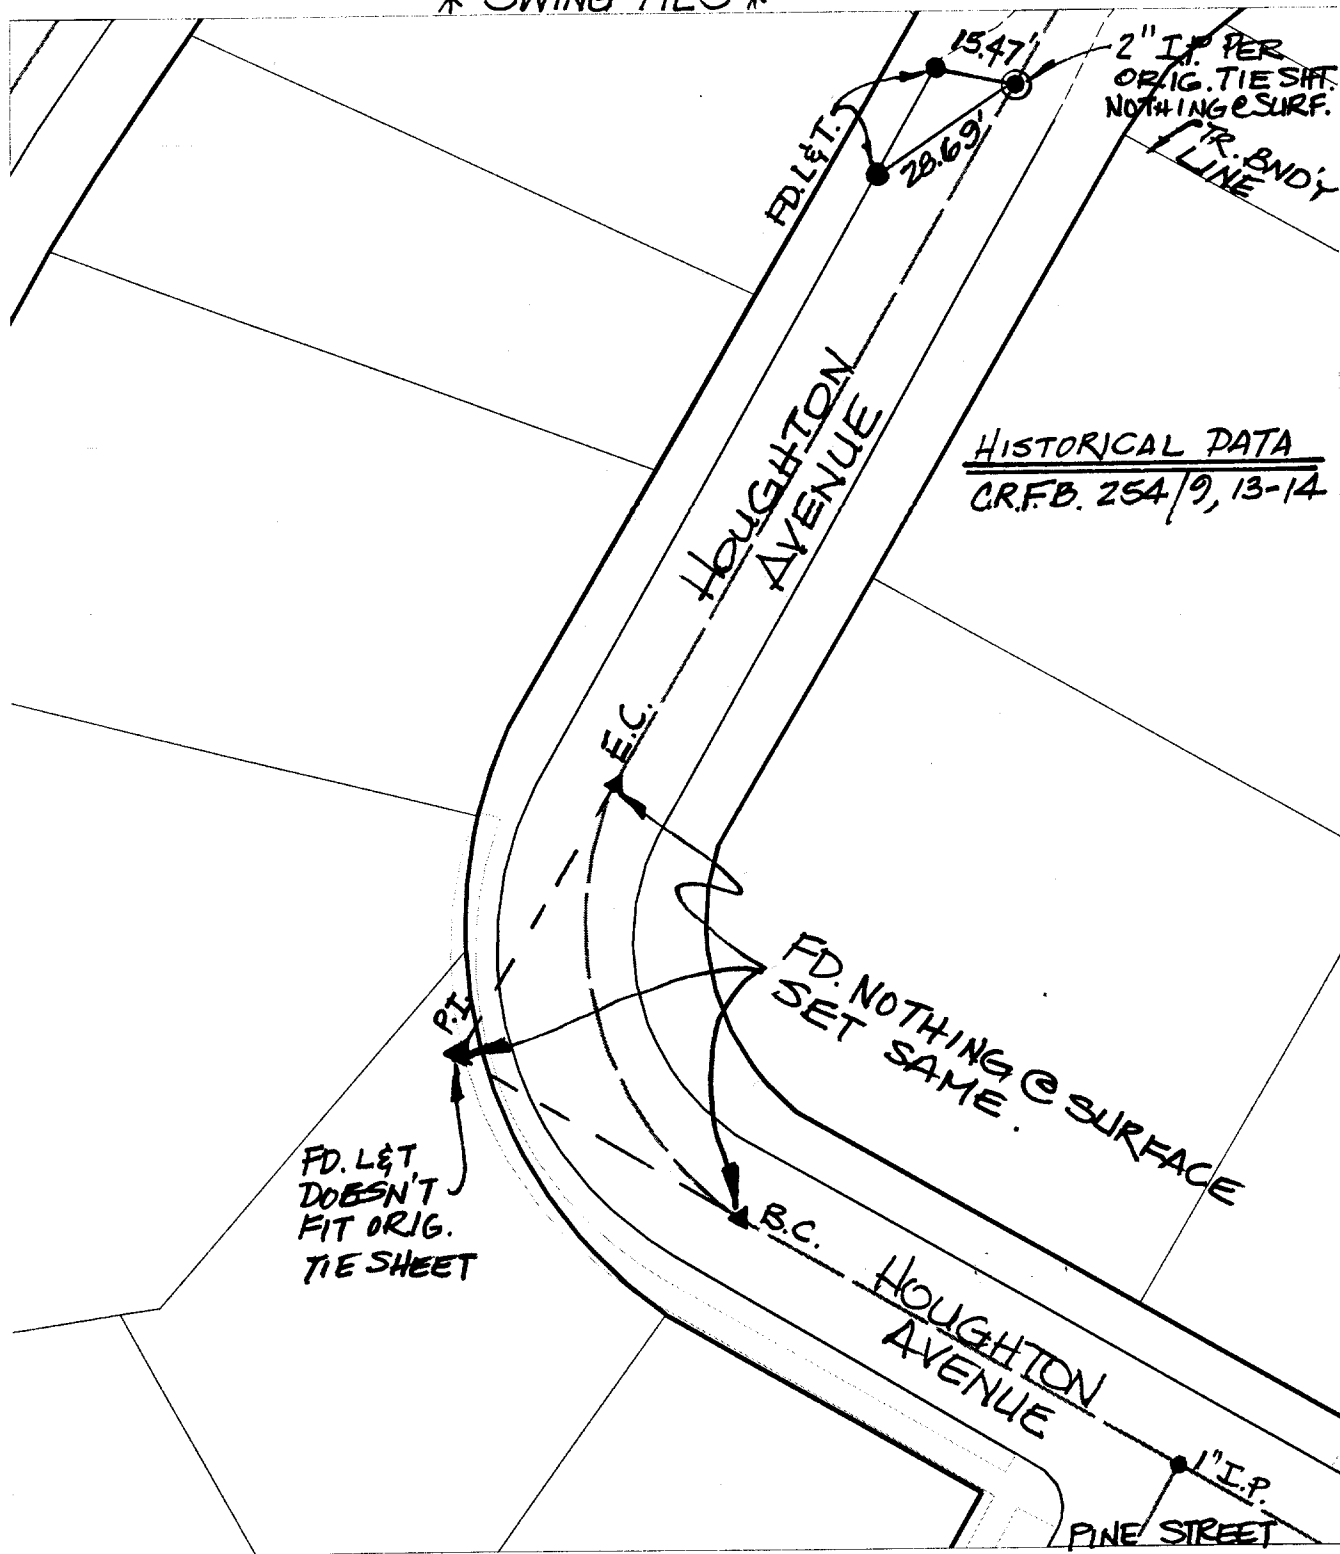 * SWING TIES *
15.47'
2" I.P. PER
ORIG. TIE SHT.
NOTHING @ SURF.
FD. L&T.
28.69'
TR. BND'Y
LINE
HOUGHTON
AVENUE
HISTORICAL DATA
C.R.F.B. 254/9, 13-14
E.C.
FD. NOTHING @ SURFACE
SET SAME.
P.I.
FD. L&T
DOESN'T
FIT ORIG.
TIE SHEET
B.C.
HOUGHTON
AVENUE
1" I.P.
PINE STREET